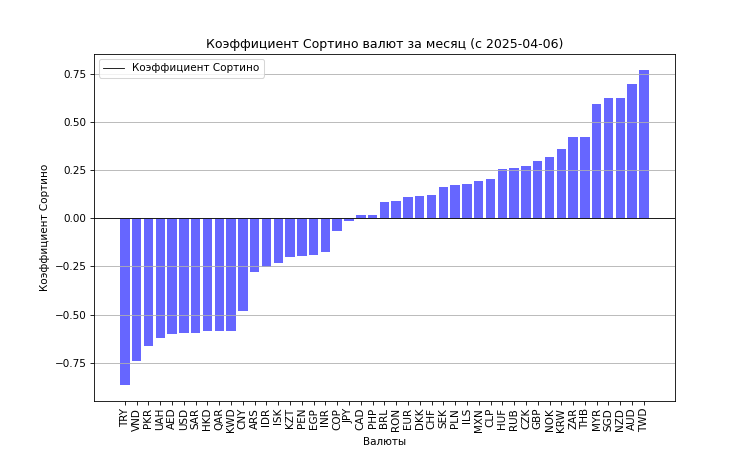 Коэффициент Сортино валют за месяц (с 2025-04-06)
Коэффициент Сортино
Коэффициент Сортино
0.75
0.50
0.25
0.00
−0.25
−0.50
−0.75
TRY
VND
PKR
UAH
AED
USD
SAR
HKD
QAR
KWD
CNY
ARS
IDR
ISK
KZT
PEN
EGP
INR
COP
JPY
CAD
PHP
BRL
RON
EUR
DKK
CHF
SEK
PLN
ILS
MXN
CLP
HUF
RUB
CZK
GBP
NOK
KRW
ZAR
THB
MYR
SGD
NZD
AUD
TWD
Валюты